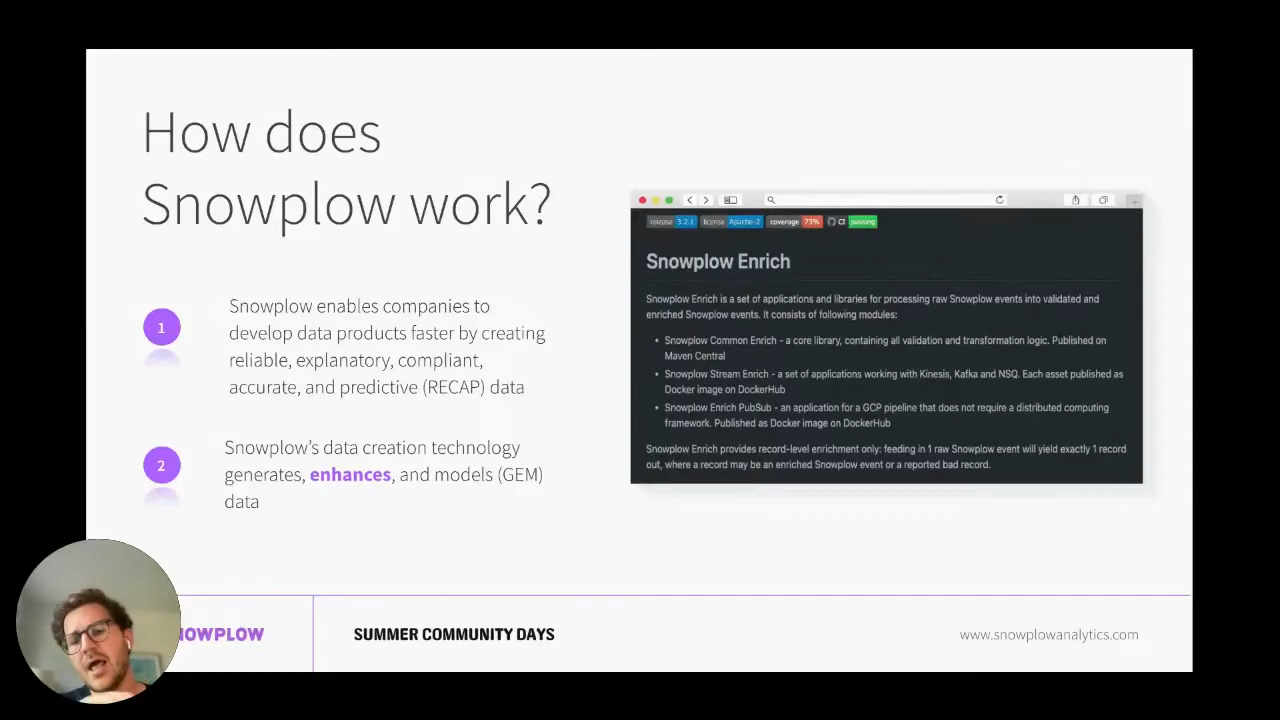 How does
Snowplow work?
1
Snowplow enables companies to
develop data products faster by creating
reliable, explanatory, compliant,
accurate, and predictive (RECAP) data
2
Snowplow’s data creation technology
generates, enhances, and models (GEM)
data
release 3.2.1 license Apache-2 coverage 73% CI passing
Snowplow Enrich
Snowplow Enrich is a set of applications and libraries for processing raw Snowplow events into validated and
enriched Snowplow events. It consists of following modules:
• Snowplow Common Enrich - a core library, containing all validation and transformation logic. Published on
Maven Central
• Snowplow Stream Enrich - a set of applications working with Kinesis, Kafka and NSQ. Each asset published as
Docker image on DockerHub
• Snowplow Enrich PubSub - an application for a GCP pipeline that does not require a distributed computing
framework. Published as Docker image on DockerHub
Snowplow Enrich provides record-level enrichment only: feeding in 1 raw Snowplow event will yield exactly 1 record
out, where a record may be an enriched Snowplow event or a reported bad record.
NOWPLOW
SUMMER COMMUNITY DAYS
www.snowplowanalytics.com